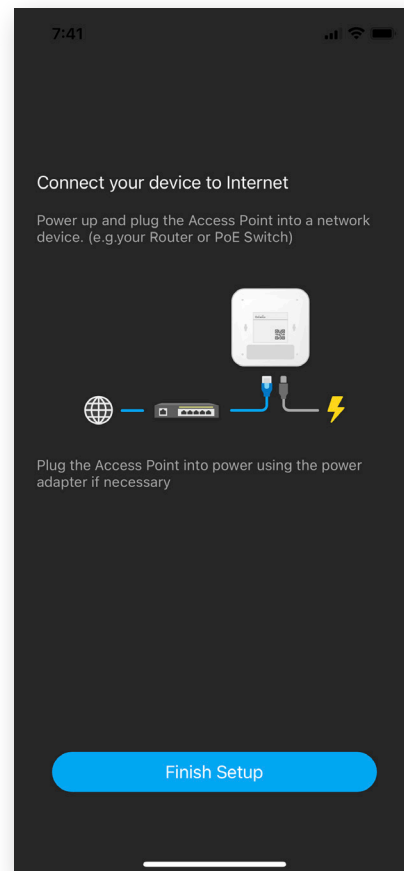 7:41
Connect your device to Internet
Power up and plug the Access Point into a network
device. (e.g.your Router or PoE Switch)
Plug the Access Point into power using the power
adapter if necessary
Finish Setup